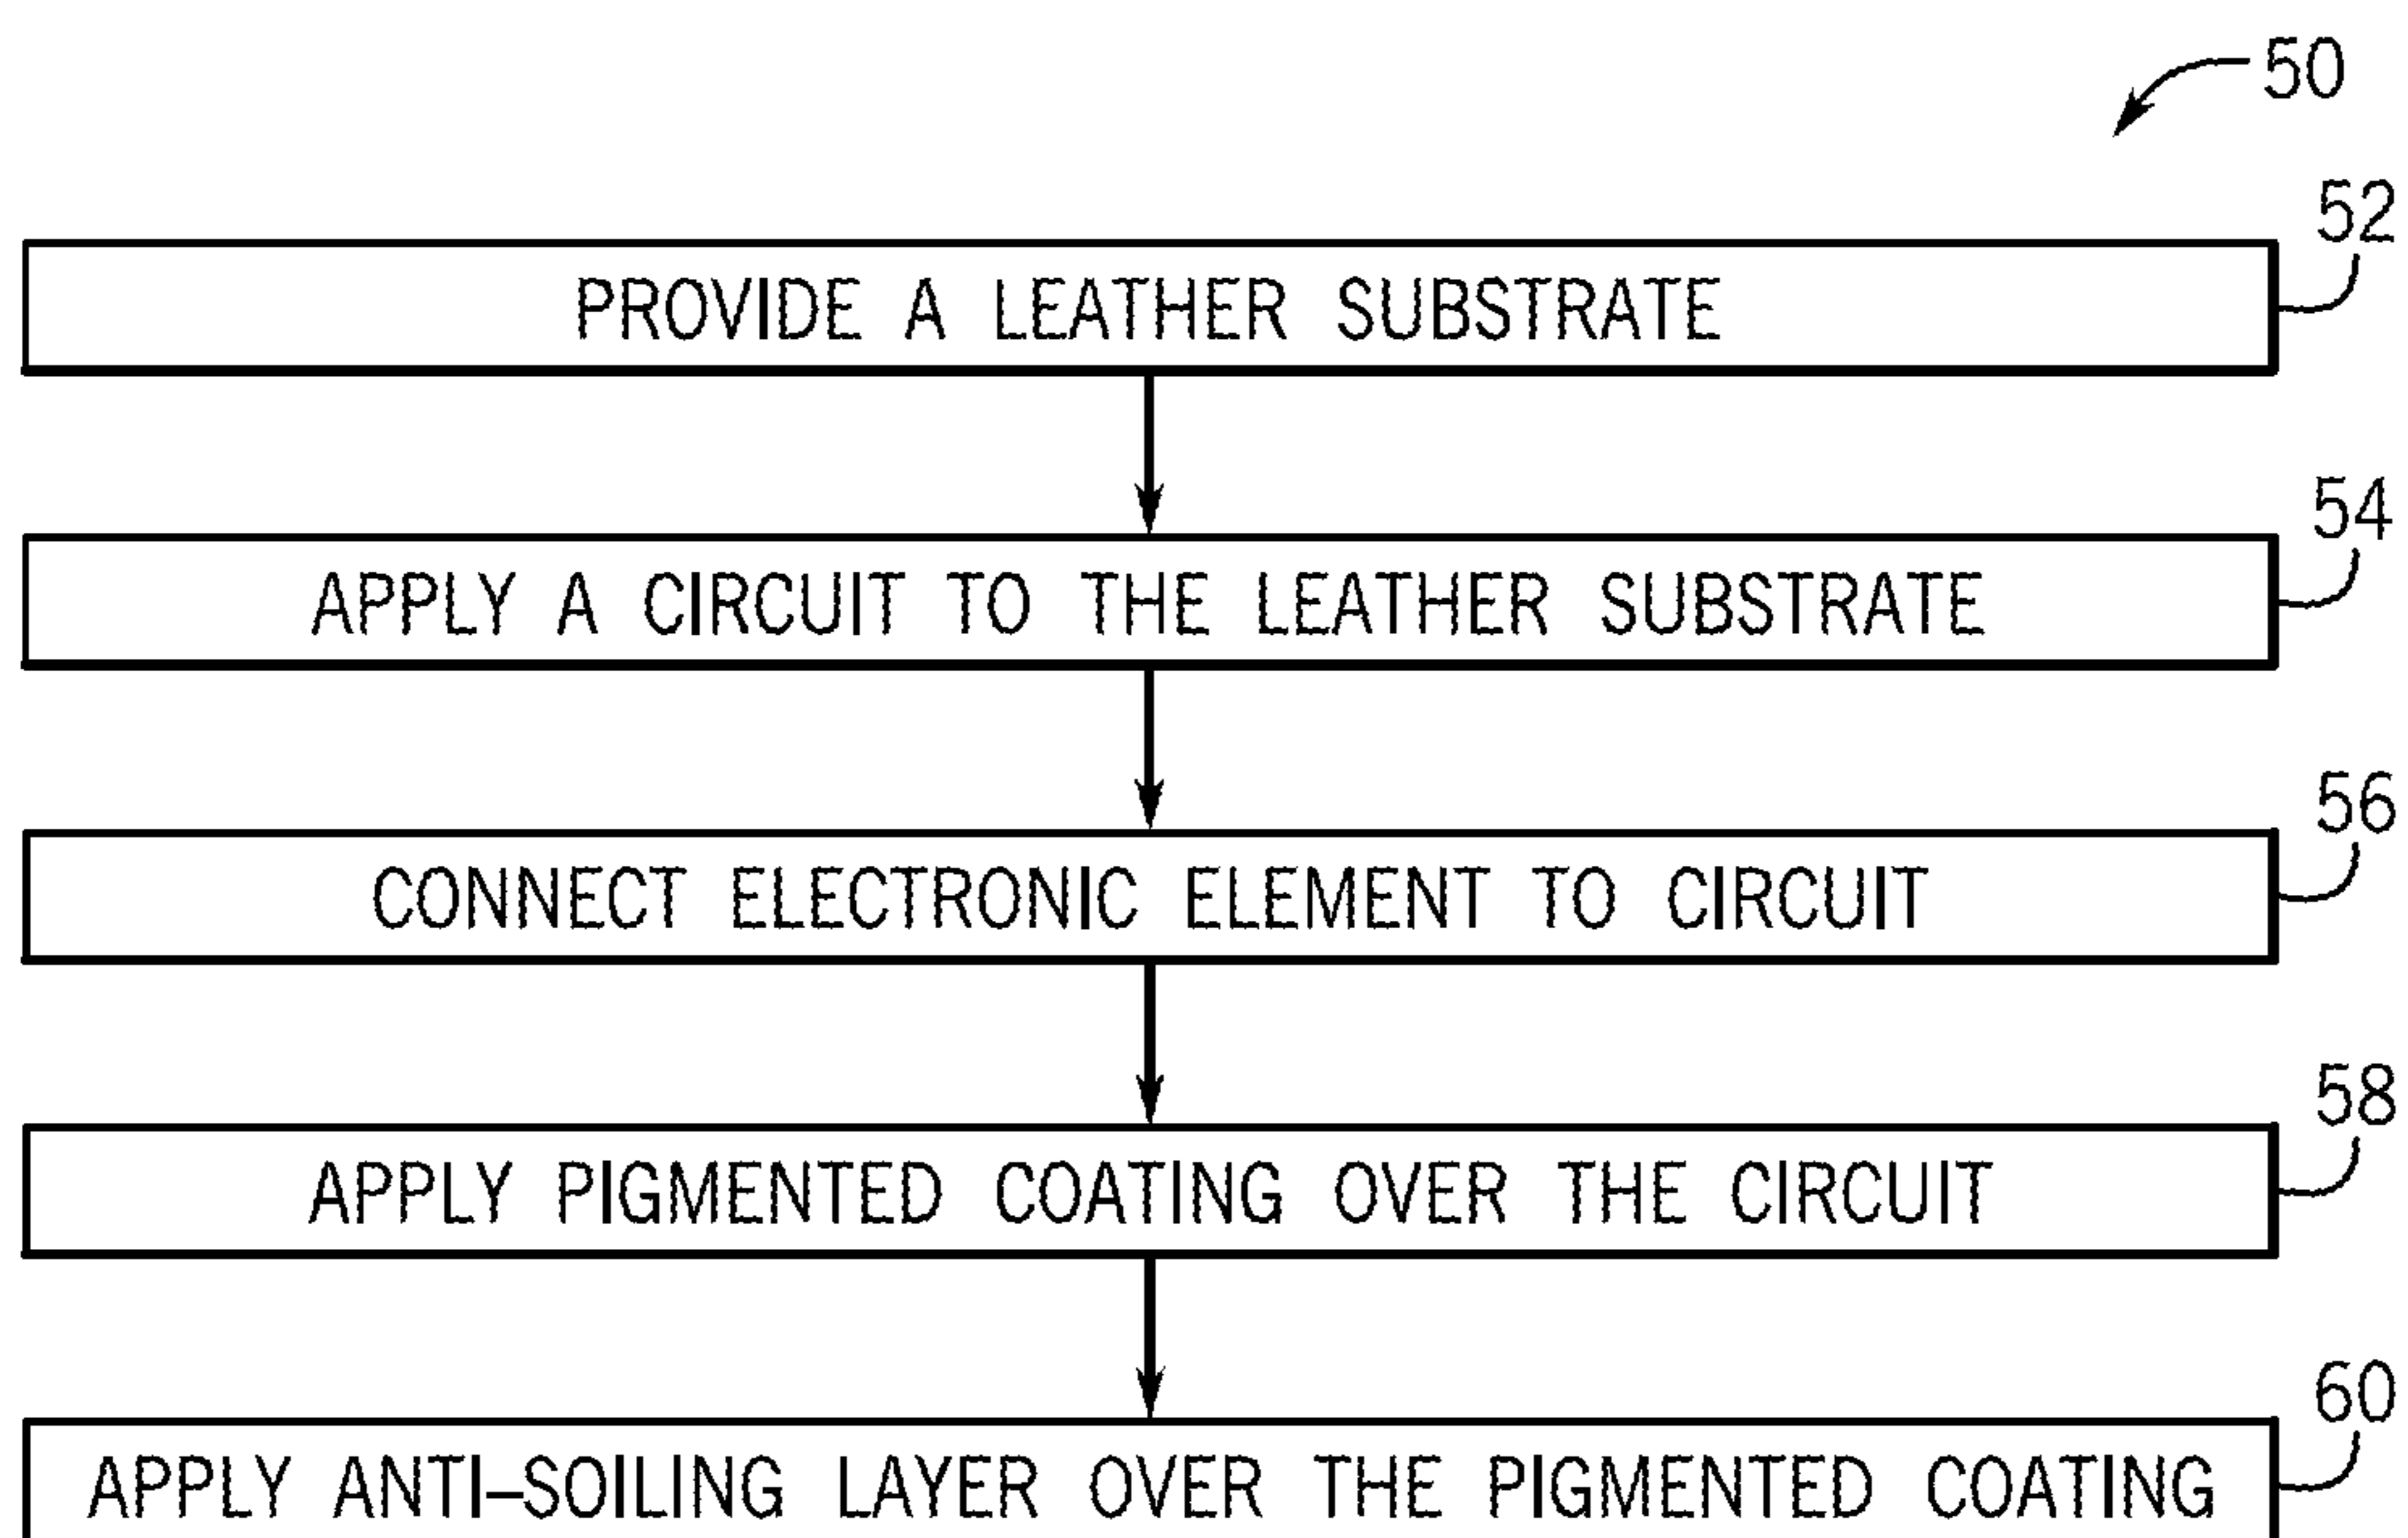 50
52
PROVIDE A LEATHER SUBSTRATE
54
APPLY A CIRCUIT TO THE LEATHER SUBSTRATE
56
CONNECT ELECTRONIC ELEMENT TO CIRCUIT
58
APPLY PIGMENTED COATING OVER THE CIRCUIT
60
APPLY ANTI–SOILING LAYER OVER THE PIGMENTED COATING